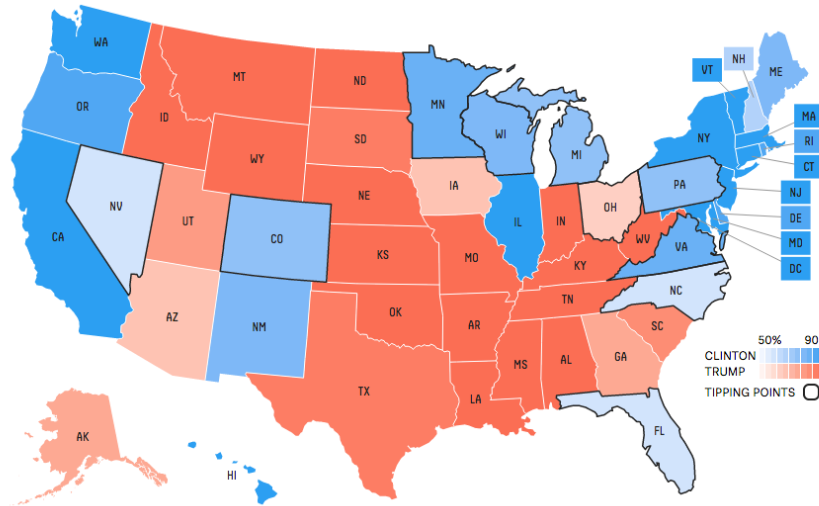 WA
VT
NH
ME
MT
ND
MN
OR
ID
WI
MA
NY
RI
SD
MI
CT
WY
PA
IA
NJ
NE
NV
OH
DE
UT
IL
IN
CA
CO
WV
MD
VA
KS
MO
KY
DC
NC
TN
OK
AZ
NM
AR
SC
50% 90
CLINTON
GA
MS
AL
TRUMP
TX
TIPPING POINTS
LA
FL
AK
HI